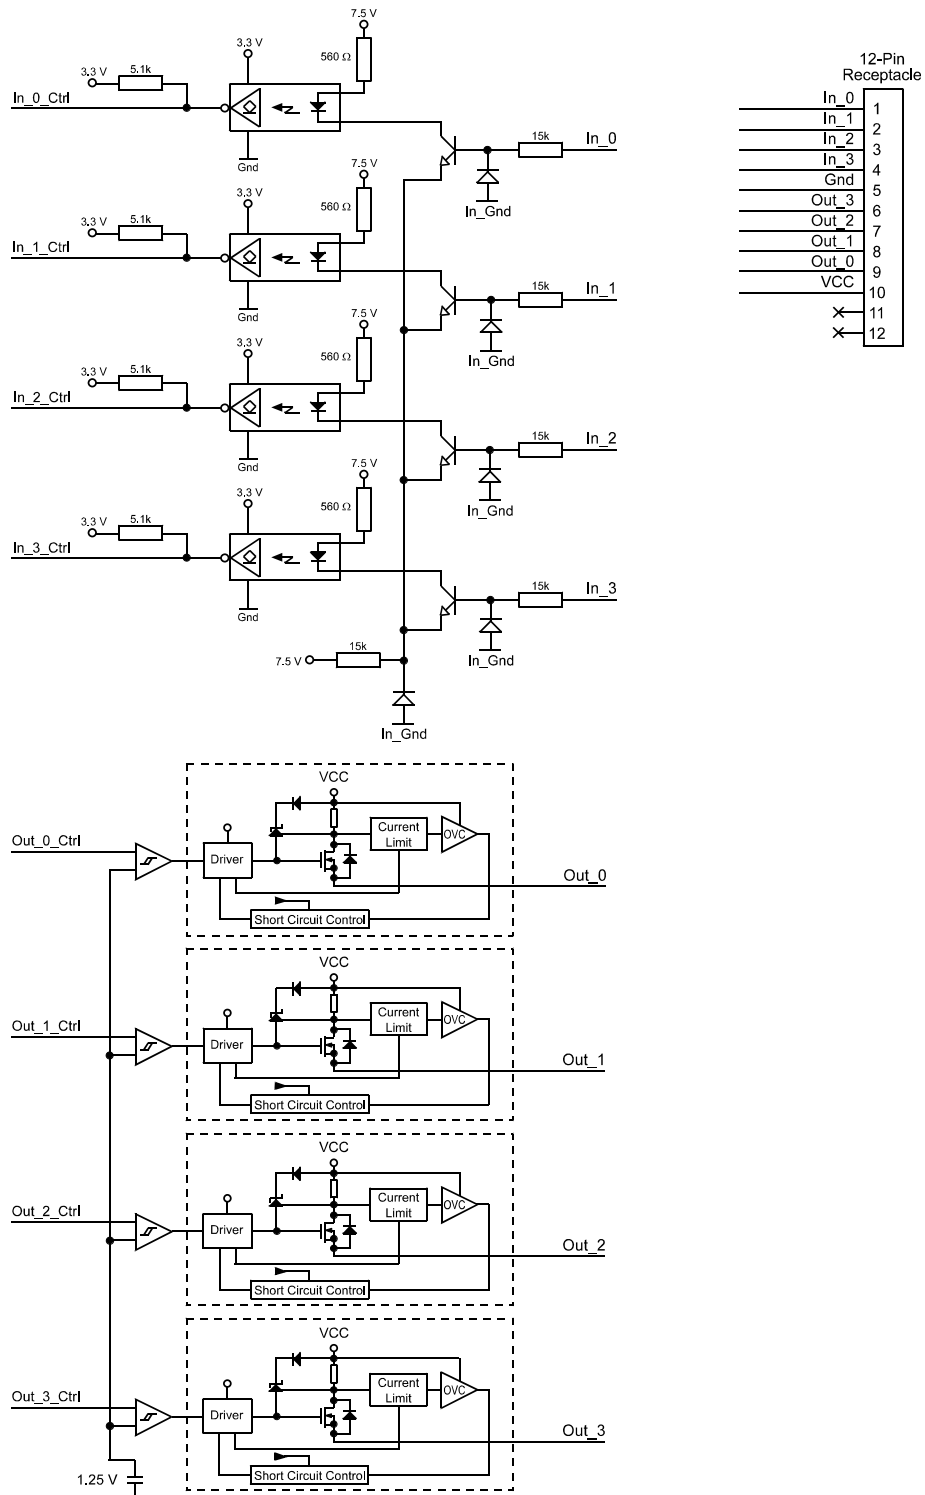 7.5 V
560 Ω
3.3 V
3.3 V
5.1k
In_0_Ctrl
Gnd
15k
In_0
In_Gnd
7.5 V
560 Ω
3.3 V
3.3 V
5.1k
In_1_Ctrl
Gnd
15k
In_1
In_Gnd
7.5 V
560 Ω
3.3 V
3.3 V
5.1k
In_2_Ctrl
Gnd
15k
In_2
In_Gnd
7.5 V
560 Ω
3.3 V
3.3 V
5.1k
In_3_Ctrl
Gnd
15k
In_3
In_Gnd
15k
7.5 V
In_Gnd
12-Pin
Receptacle
In_0 1
In_1 2
In_2 3
In_3 4
Gnd 5
Out_3 6
Out_2 7
Out_1 8
Out_0 9
VCC 10
11
12
VCC
Out_0_Ctrl
Driver
Current
Limit
OVC
Out_0
Short Circuit Control
VCC
Out_1_Ctrl
Driver
Current
Limit
OVC
Out_1
Short Circuit Control
VCC
Out_2_Ctrl
Driver
Current
Limit
OVC
Out_2
Short Circuit Control
VCC
Out_3_Ctrl
Driver
Current
Limit
OVC
Out_3
Short Circuit Control
1.25 V